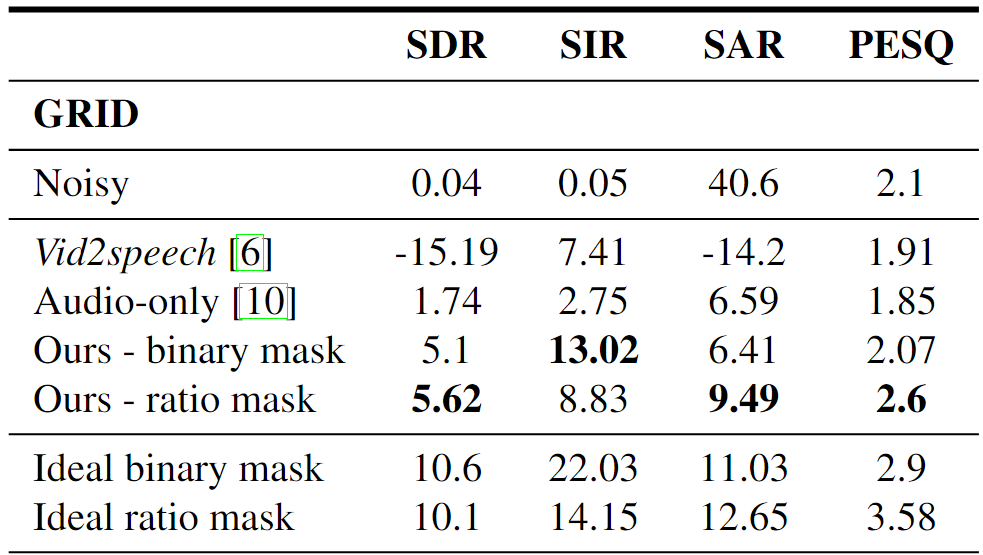 SDR SIR SAR PESQ
GRID
Noisy 0.04 0.05 40.6 2.1
Vid2speech [6] -15.19 7.41 -14.2 1.91
Audio-only [10] 1.74 2.75 6.59 1.85
Ours - binary mask 5.1 13.02 6.41 2.07
Ours - ratio mask 5.62 8.83 9.49 2.6
Ideal binary mask 10.6 22.03 11.03 2.9
Ideal ratio mask 10.1 14.15 12.65 3.58